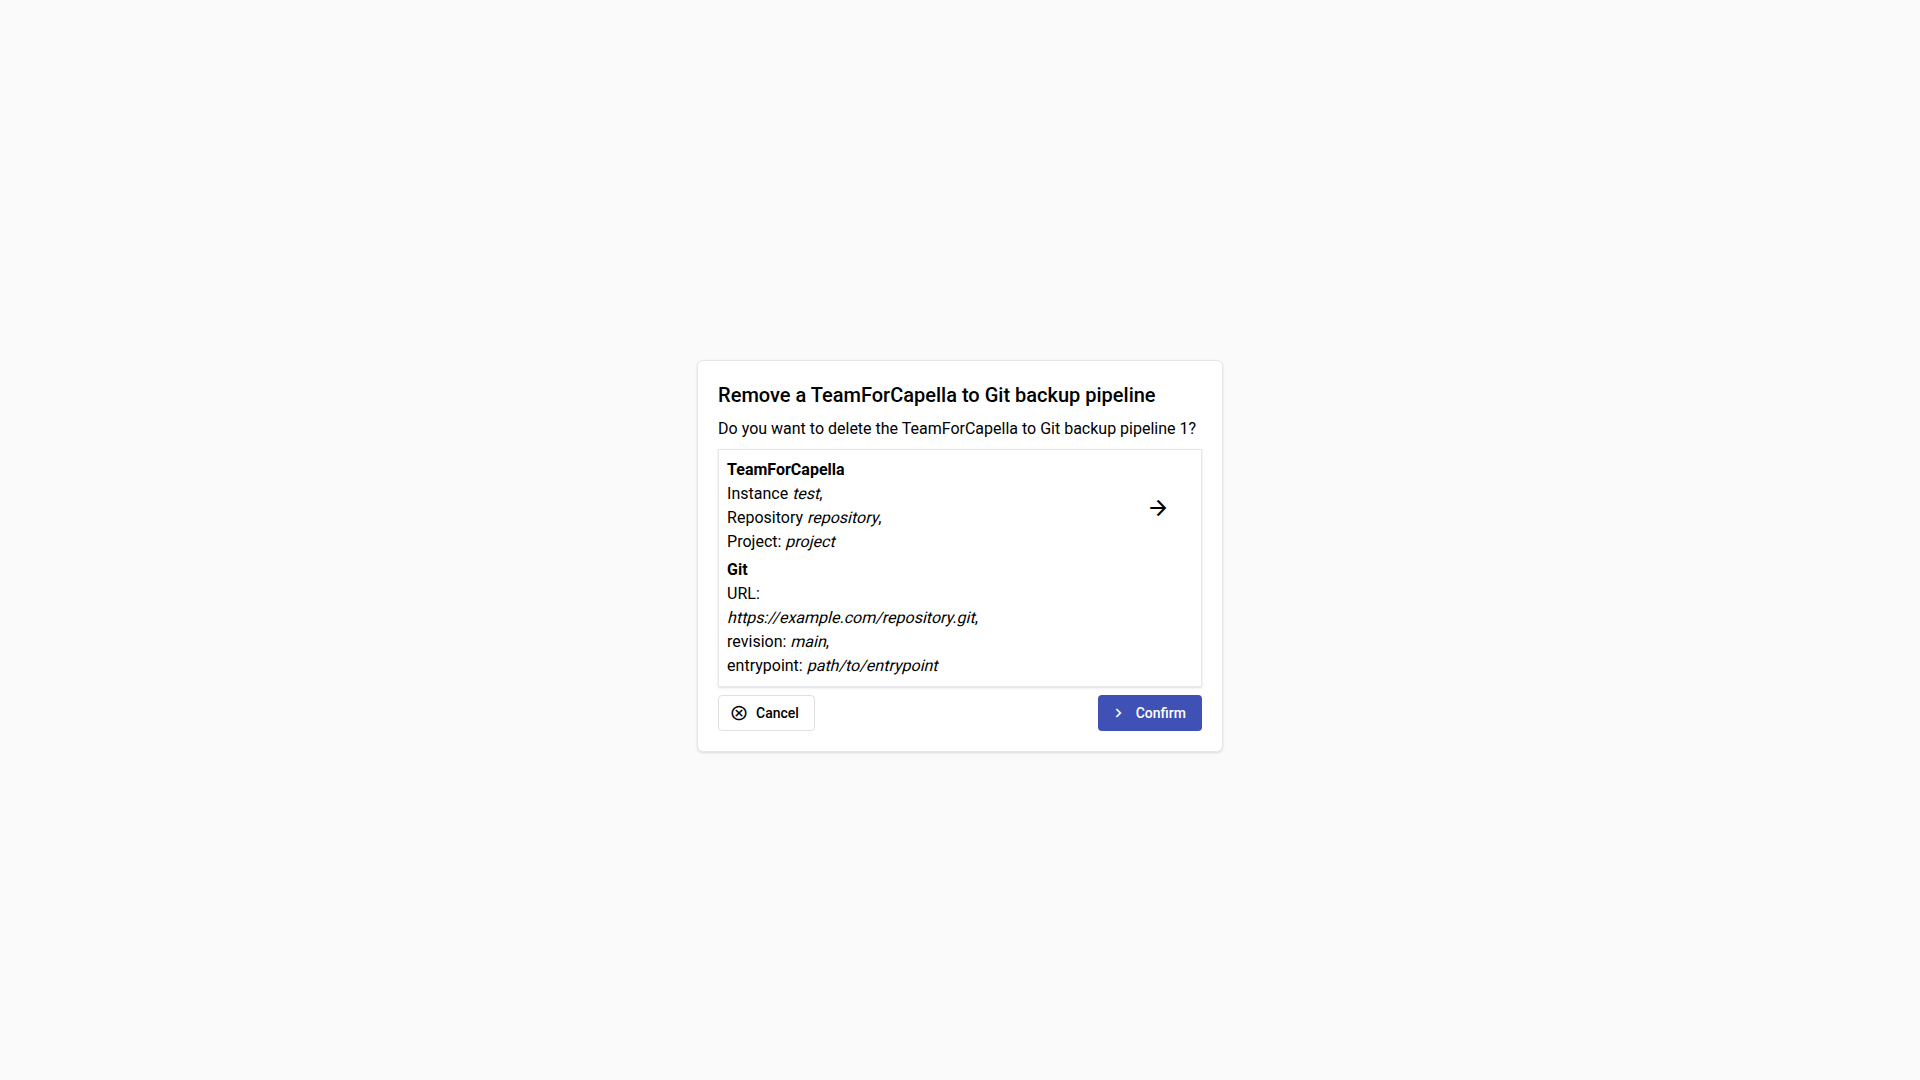 Remove a TeamForCapella to Git backup pipeline
Do you want to delete the TeamForCapella to Git backup pipeline 1?
TeamForCapella
Instance test,
Repository repository,
Project: project
Git
URL:
https://example.com/repository.git,
revision: main,
entrypoint: path/to/entrypoint
Cancel
Confirm